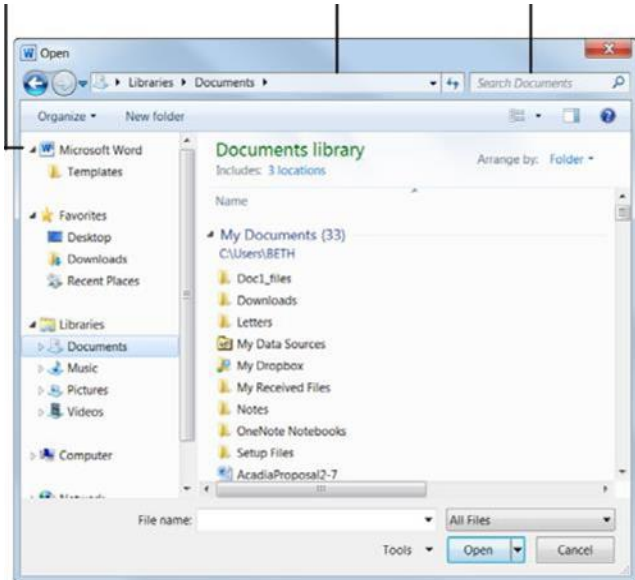 Open
Libraries Documents
Search Documents
Organize New folder
Microsoft Word
Templates
Favorites
Desktop
Downloads
Recent Places
Libraries
Documents
Music
Pictures
Videos
Computer
Documents library
Includes: 3 locations
Arrange by: Folder
Name
My Documents (33)
C:\Users\BETH
Doc1_files
Downloads
Letters
My Data Sources
My Dropbox
My Received Files
Notes
OneNote Notebooks
Setup Files
AcadiaProposal2-7
File name:
All Files
Tools Open Cancel